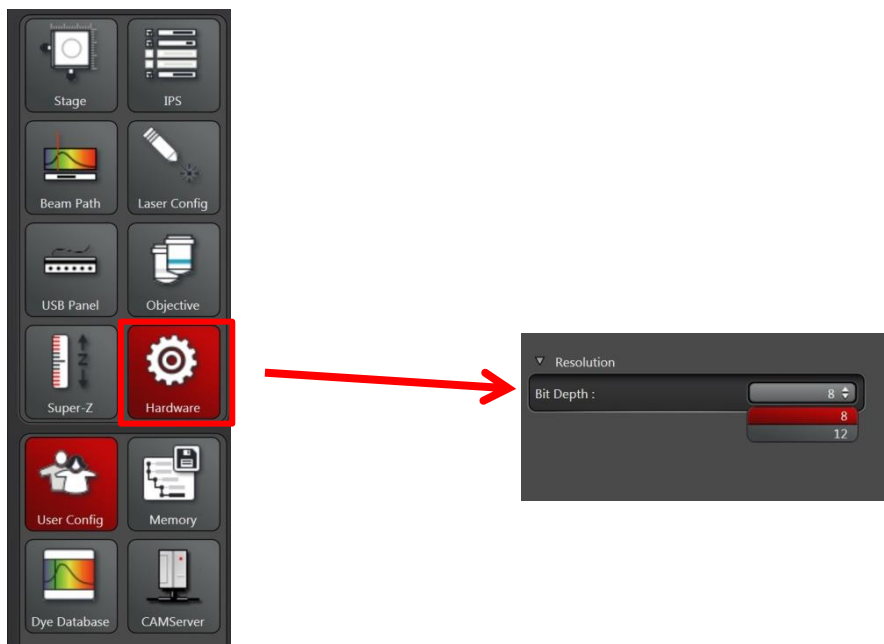 Stage
IPS
Beam Path
Laser Config
USB Panel
Objective
Z
Super-Z
Hardware
User Config
Memory
Dye Database
CAMServer
Resolution
Bit Depth :
8
8
12